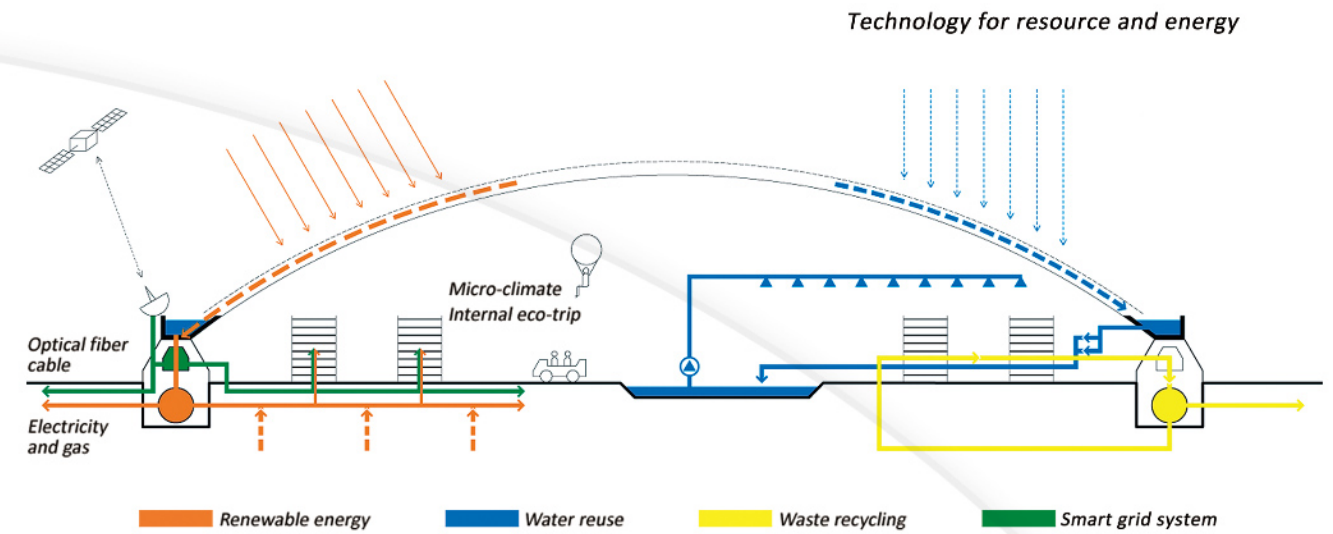 Technology for resource and energy
Micro-climate
Internal eco-trip
Optical fiber
cable
Electricity
and gas
Renewable energy
Water reuse
Waste recycling
Smart grid system